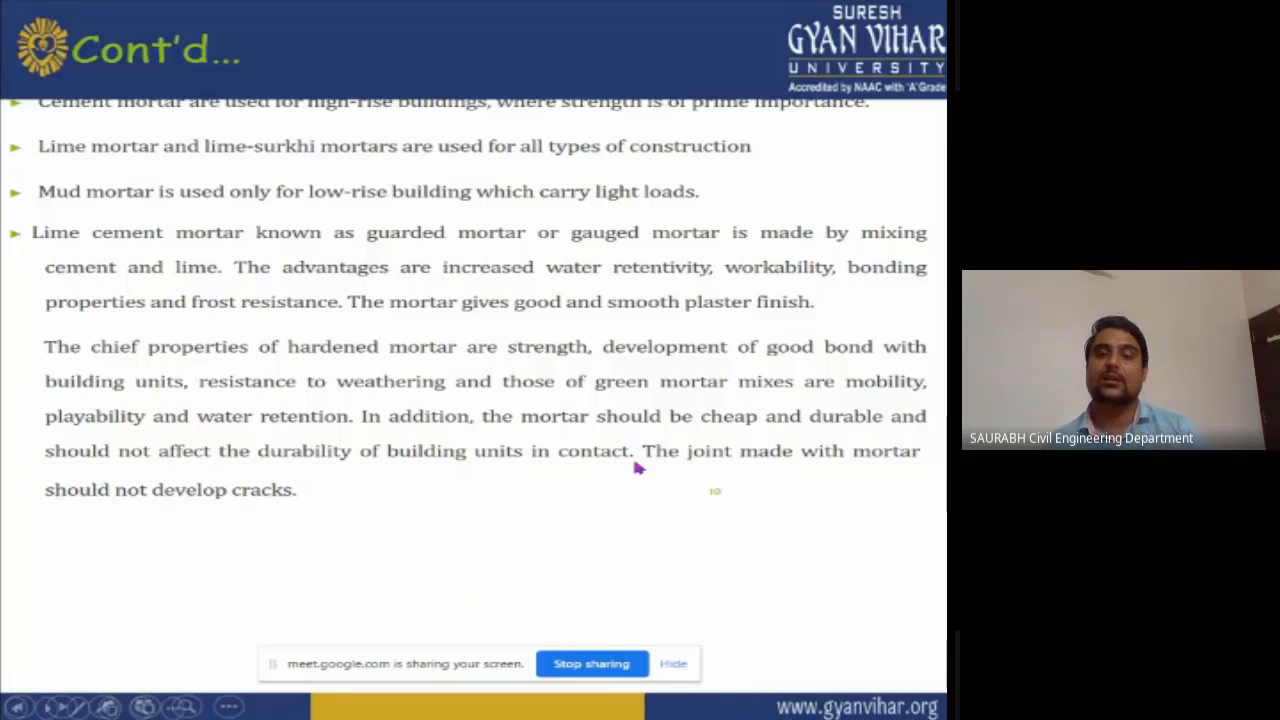 Cont'd...
SURESH
GYAN VIHAR
UNIVERSITY
Accredited by NAAC with 'A' Grade
Cement mortar are used for high-rise buildings, where strength is of prime importance.
Lime mortar and lime-surkhi mortars are used for all types of construction
Mud mortar is used only for low-rise building which carry light loads.
Lime cement mortar known as guarded mortar or gauged mortar is made by mixing
cement and lime. The advantages are increased water retentivity, workability, bonding
properties and frost resistance. The mortar gives good and smooth plaster finish.
The chief properties of hardened mortar are strength, development of good bond with
building units, resistance to weathering and those of green mortar mixes are mobility,
playability and water retention. In addition, the mortar should be cheap and durable and
should not affect the durability of building units in contact. The joint made with mortar
should not develop cracks.
10
SAURABH Civil Engineering Department
meet.google.com is sharing your screen.
Stop sharing
Hide
www.gyanvihar.org